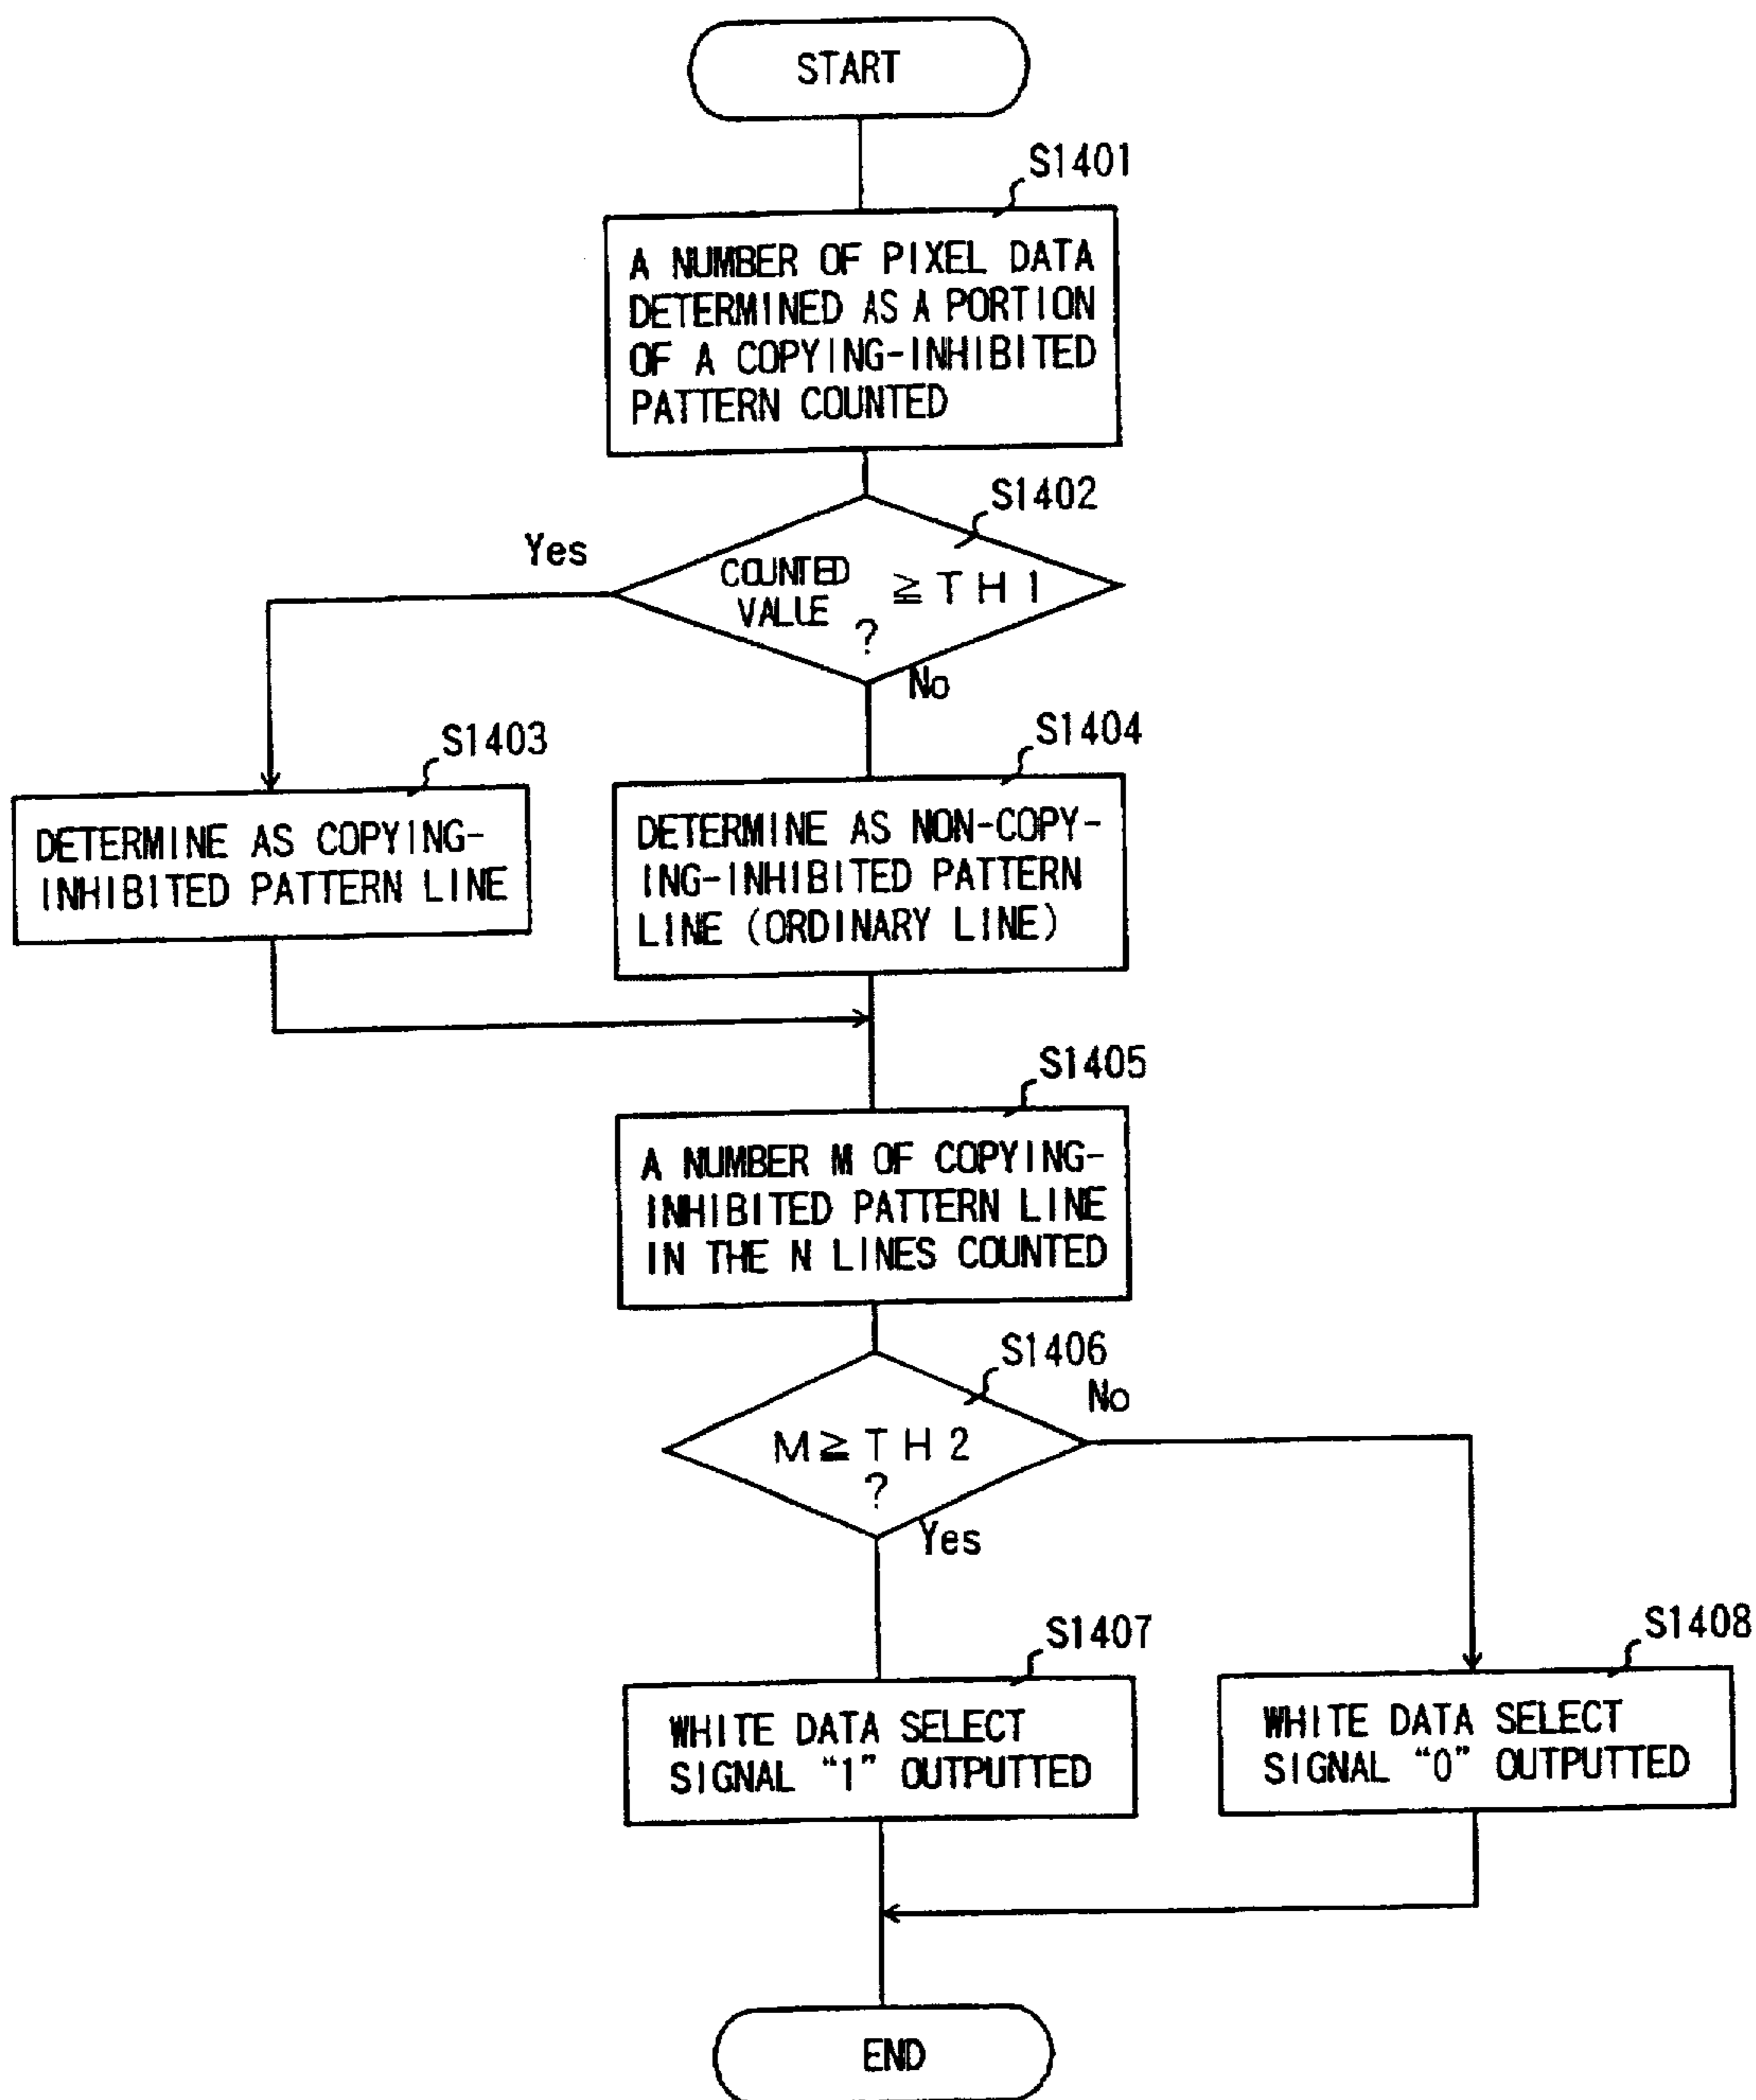 START
S1401
A NUMBER OF PIXEL DATA
DETERMINED AS A PORTION
OF A COPYING-INHIBITED
PATTERN COUNTED
S1402
Yes
COUNTED
VALUE
≧ T H 1
?
No
S1403
DETERMINE AS COPYING-
INHIBITED PATTERN LINE
S1404
DETERMINE AS NON-COPY-
ING-INHIBITED PATTERN
LINE (ORDINARY LINE)
S1405
A NUMBER M OF COPYING-
INHIBITED PATTERN LINE
IN THE N LINES COUNTED
S1406
No
M ≧ T H 2
?
Yes
S1407
WHITE DATA SELECT
SIGNAL “1” OUTPUTTED
S1408
WHITE DATA SELECT
SIGNAL “0” OUTPUTTED
END